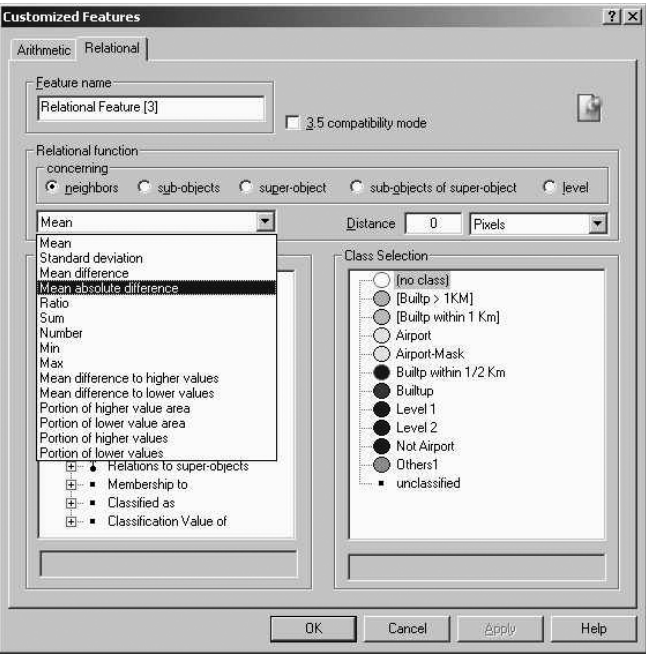 Customized Features
Arithmetic Relational
Feature name
Relational Feature [3]
3.5 compatibility mode
Relational function
concerning
neighbors sub-objects super-object sub-objects of super-object level
Mean Distance 0 Pixels
Mean
Standard deviation
Mean difference
Mean absolute difference
Ratio
Sum
Number
Min
Max
Mean difference to higher values
Mean difference to lower values
Portion of higher value area
Portion of lower value area
Portion of higher values
Portion of lower values
Relations to super-objects
Membership to
Classified as
Classification Value of
Class Selection
(no class)
[Builtp > 1KM]
[Builtp within 1 Km]
Airport
Airport-Mask
Builtp within 1/2 Km
Builtup
Level 1
Level 2
Not Airport
Others1
unclassified
OK Cancel Apply Help